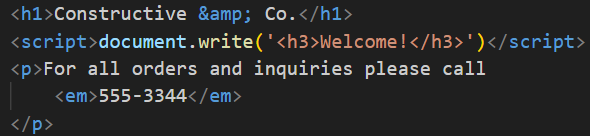 <h1>Constructive &amp; Co.</h1>
<script>document.write('<h3>Welcome!</h3>')</script>
<p>For all orders and inquiries please call
    <em>555-3344</em>
</p>